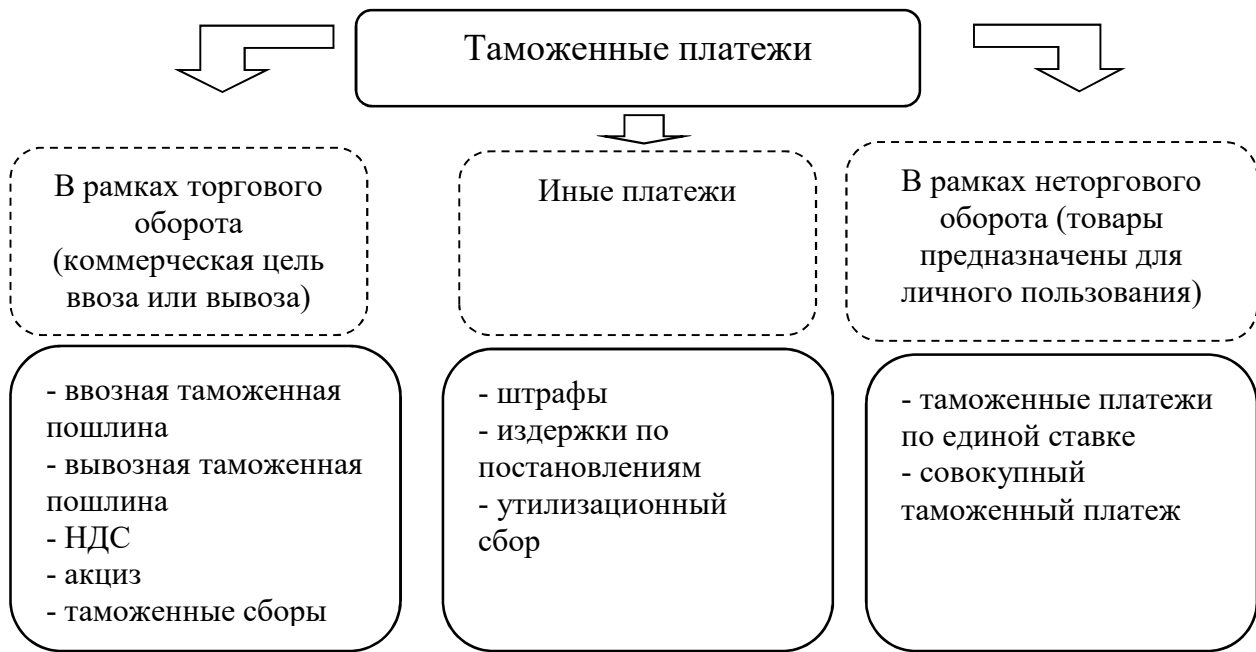 Таможенные платежи
В рамках торгового
оборота
(коммерческая цель
ввоза или вывоза)
- ввозная таможенная
пошлина
- вывозная таможенная
пошлина
- НДС
- акциз
- таможенные сборы
Иные платежи
- штрафы
- издержки по
постановлениям
- утилизационный
сбор
В рамках неторгового
оборота (товары
предназначены для
личного пользования)
- таможенные платежи
по единой ставке
- совокупный
таможенный платеж